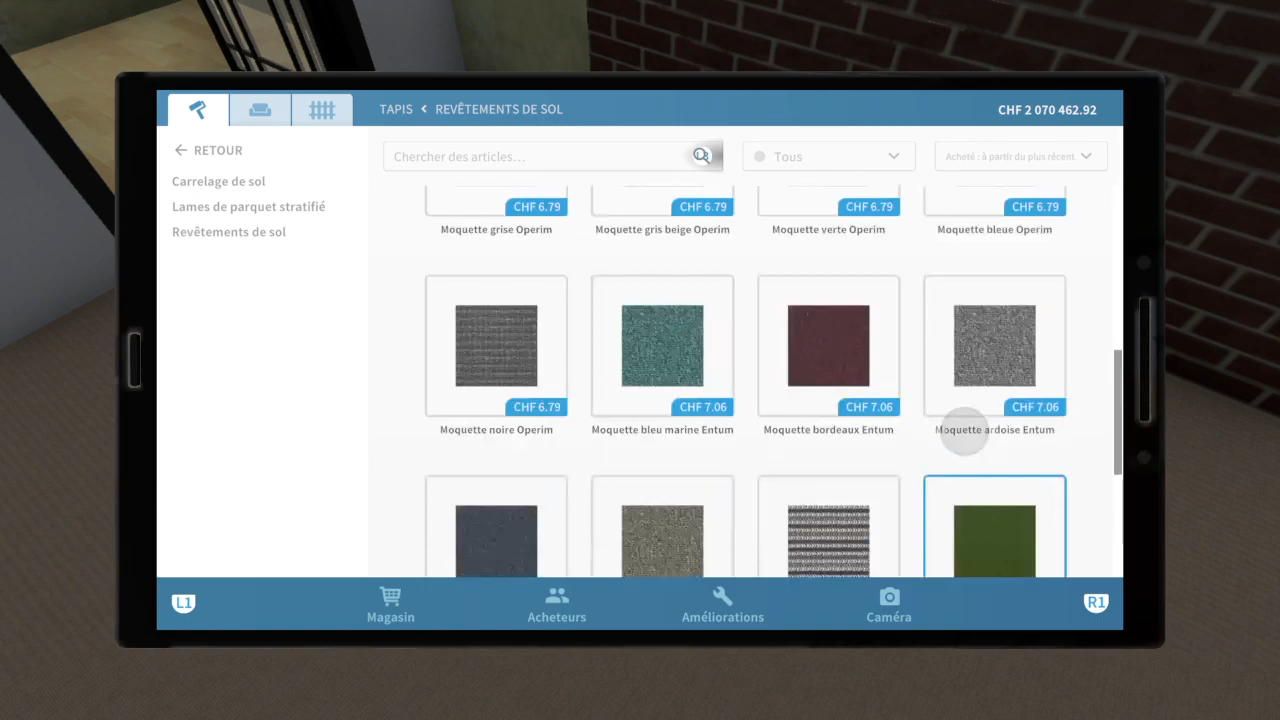 TAPIS < REVÊTEMENTS DE SOL
CHF 2 070 462.92
RETOUR
Carrelage de sol
Lames de parquet stratifié
Revêtements de sol
Chercher des articles...
Tous
Acheté : à partir du plus récent
CHF 6.79
CHF 6.79
CHF 6.79
CHF 6.79
Moquette grise Operim
Moquette gris beige Operim
Moquette verte Operim
Moquette bleue Operim
CHF 6.79
CHF 7.06
CHF 7.06
CHF 7.06
Moquette noire Operim
Moquette bleu marine Entum
Moquette bordeaux Entum
Moquette ardoise Entum
L1
Magasin
Acheteurs
Améliorations
Caméra
R1